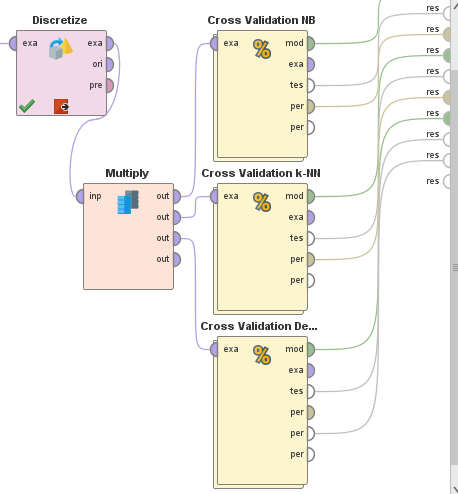 Discretize
exa
exa
ori
pre
Multiply
inp
out
out
out
out
Cross Validation NB
exa
mod
exa
tes
per
per
Cross Validation k-NN
exa
mod
exa
tes
per
per
Cross Validation De...
exa
mod
exa
tes
per
per
per
res
res
res
res
res
res
res
res
res